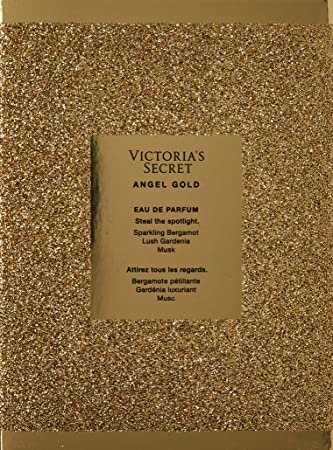 VICTORIA'S
SECRET
ANGEL GOLD
EAU DE PARFUM
Steal the spotlight.
Sparkling Bergamot
Lush Gardenia
Musk
Attirez tous les regards.
Bergamote pétillante
Gardénia luxuriant
Musc